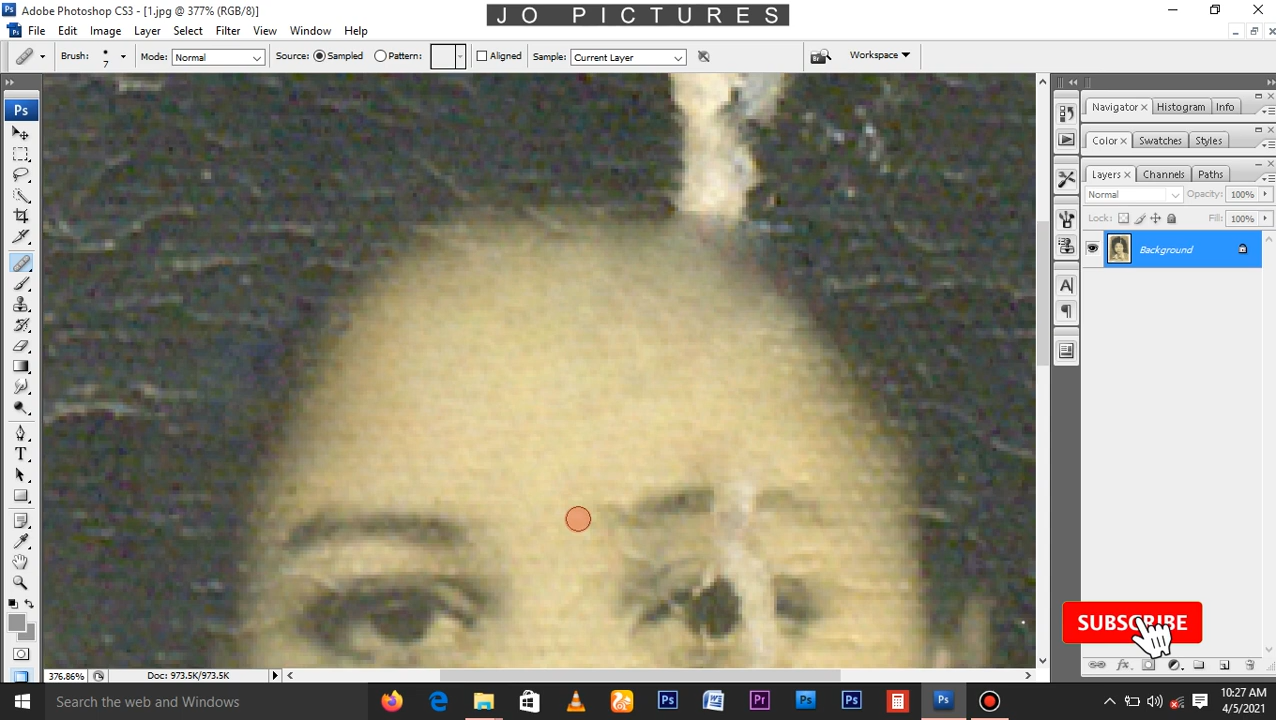 Adobe Photoshop CS3 - [1.jpg @ 377% (RGB/8)]
JO PICTURES
File Edit Image Layer Select Filter View Window Help
Brush: 7 Mode: Normal Source: Sampled Pattern: Aligned Sample: Current Layer Workspace
Ps
Navigator x Histogram Info
Color x Swatches Styles
Layers x Channels Paths
Normal Opacity: 100%
Lock: Fill: 100%
Background
SUBSCRIBE
376.86% Doc: 973.5K/973.5K
Search the web and Windows
10:27 AM
4/5/2021